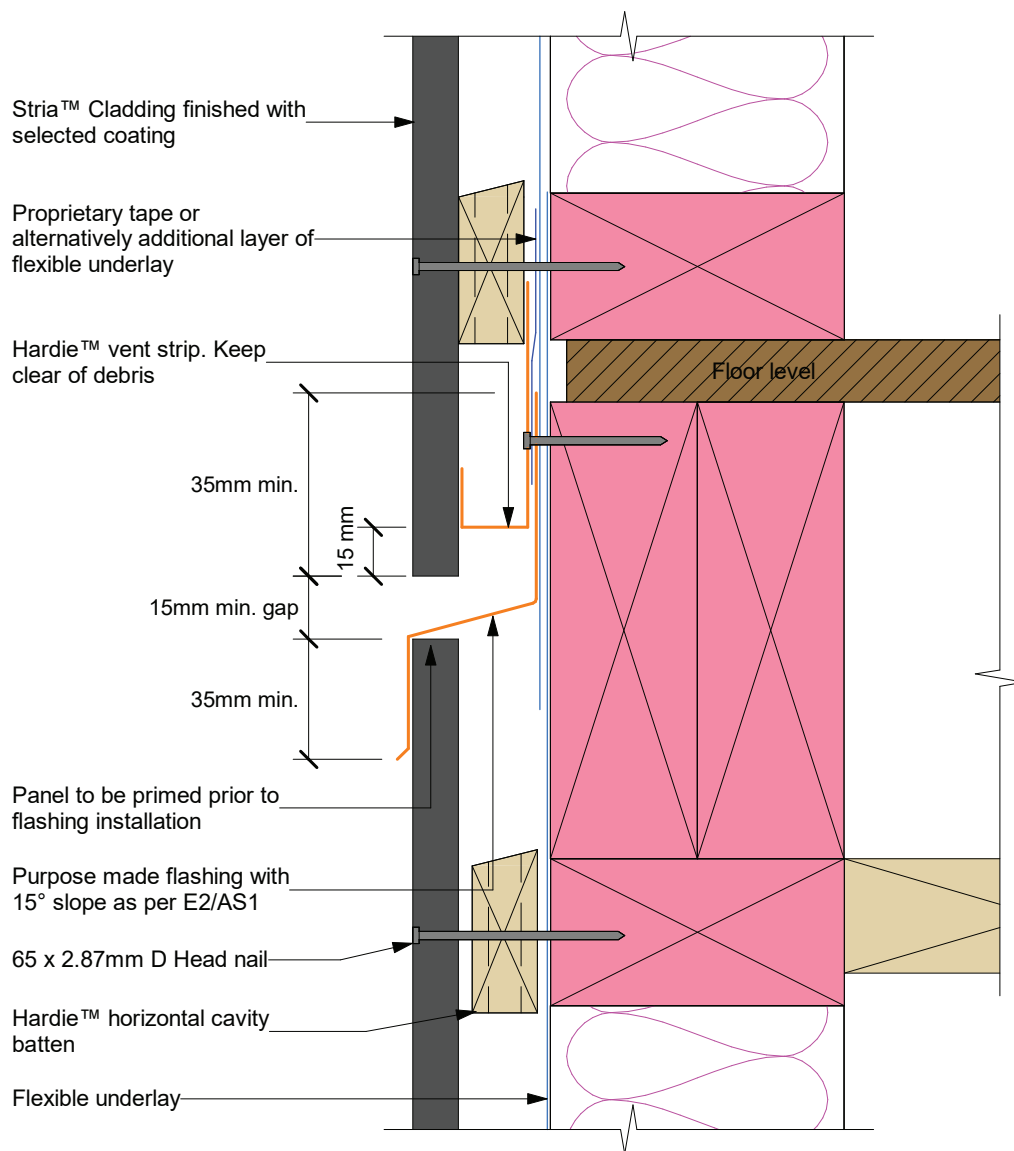 Stria™ Cladding finished with
selected coating
Proprietary tape or
alternatively additional layer of
flexible underlay
Hardie™ vent strip. Keep
clear of debris
Floor level
35mm min.
15 mm
15mm min. gap
35mm min.
Panel to be primed prior to
flashing installation
Purpose made flashing with
15° slope as per E2/AS1
65 x 2.87mm D Head nail
Hardie™ horizontal cavity
batten
Flexible underlay